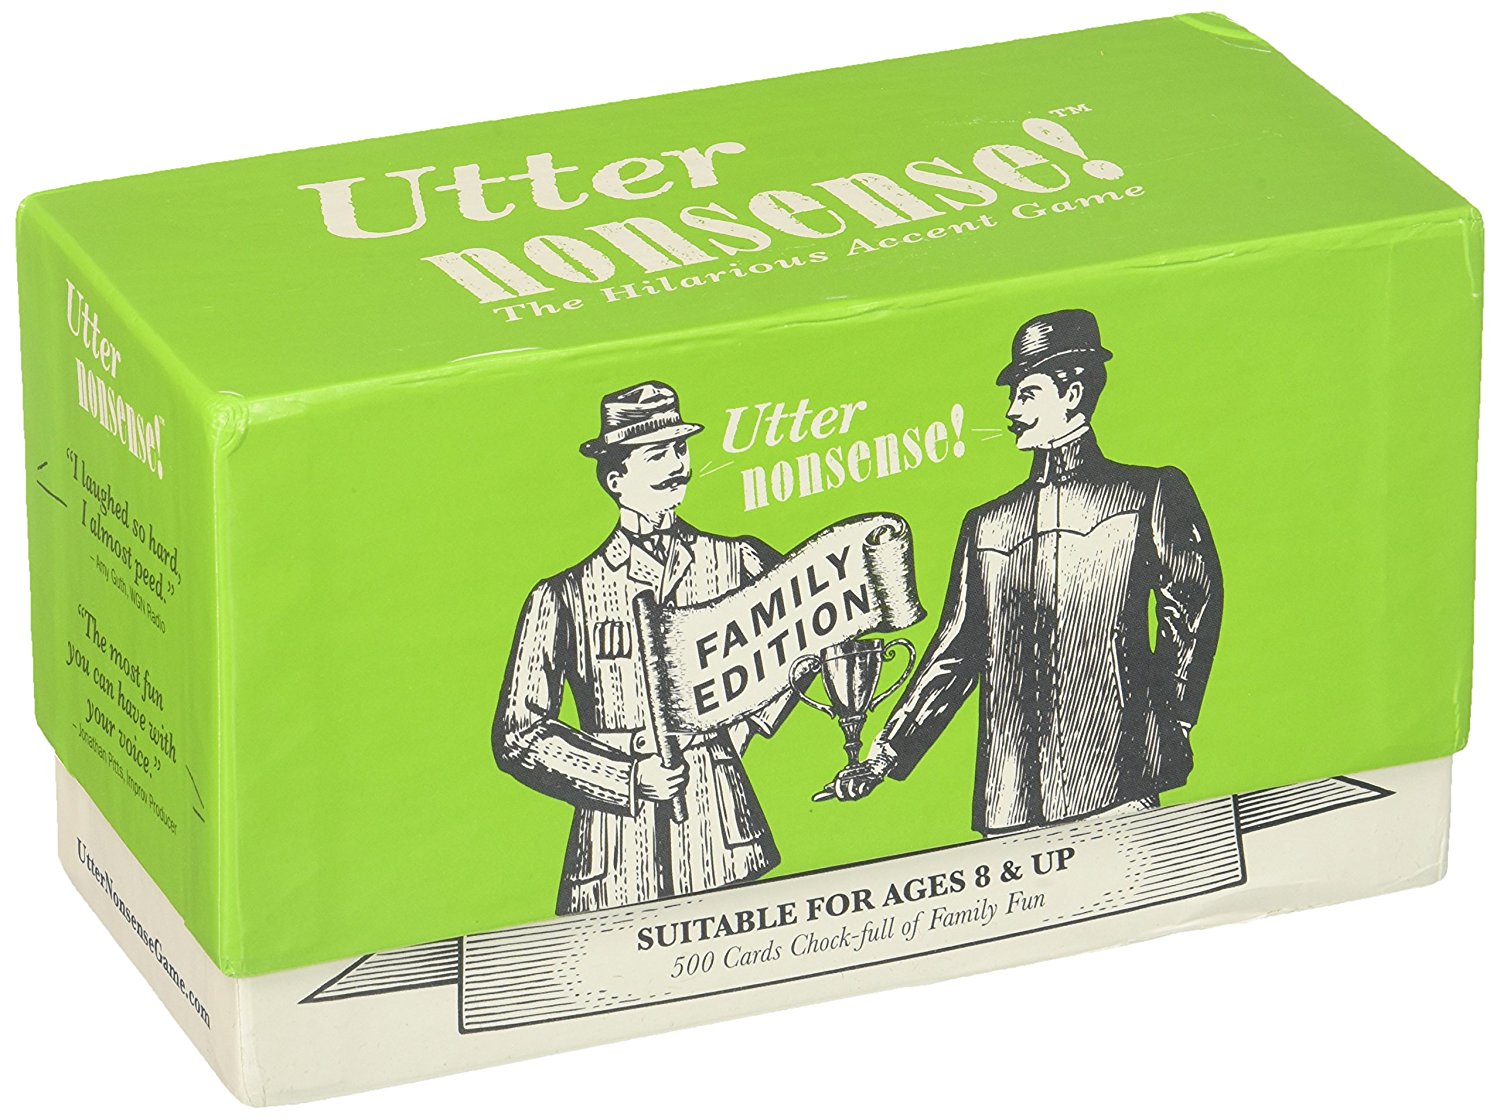 Utter
nonsense!™
The Hilarious Accent Game
Utter
nonsense!
FAMILY
EDITION
SUITABLE FOR AGES 8 & UP
500 Cards Chock-full of Family Fun
Utter
nonsense!™
“I laughed so hard,
I almost peed.”
– Amy Guth, WGN Radio
“The most fun
you can have with
your voice.”
– Jonathan Pitts, Improv Producer
UtterNonsenseGame.com